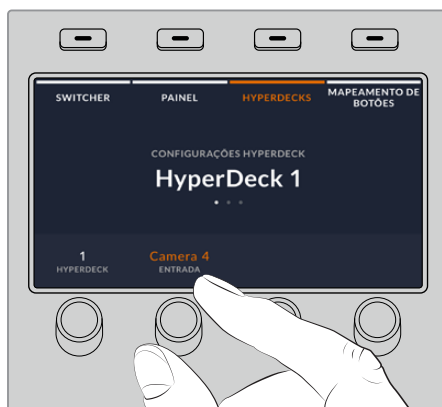 SWITCHER
PAINEL
HYPERDECKS
MAPEAMENTO DE
BOTÕES
CONFIGURAÇÕES HYPERDECK
HyperDeck 1
1
HYPERDECK
Camera 4
ENTRADA